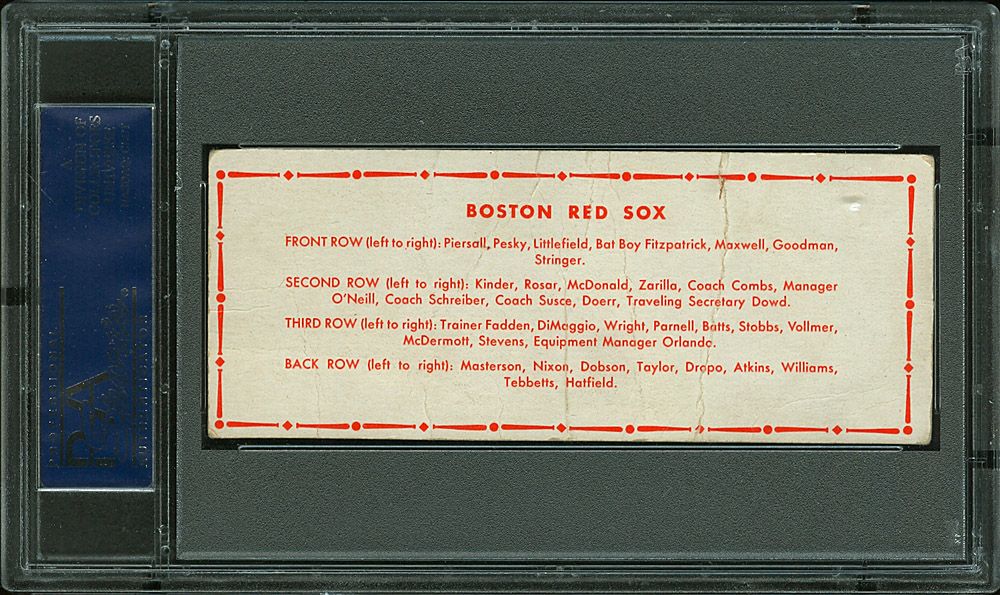 BOSTON RED SOX
FRONT ROW (left to right): Piersall, Pesky, Littlefield, Bat Boy Fitzpatrick, Maxwell, Goodman,
Stringer.
SECOND ROW (left to right): Kinder, Rosar, McDonald, Zarilla, Coach Combs, Manager
O'Neill, Coach Schreiber, Coach Susce, Doerr, Traveling Secretary Dowd.
THIRD ROW (left to right): Trainer Fadden, DiMaggio, Wright, Parnell, Batts, Stobbs, Vollmer,
McDermott, Stevens, Equipment Manager Orlando.
BACK ROW (left to right): Masterson, Nixon, Dobson, Taylor, Dropo, Atkins, Williams,
Tebbetts, Hatfield.